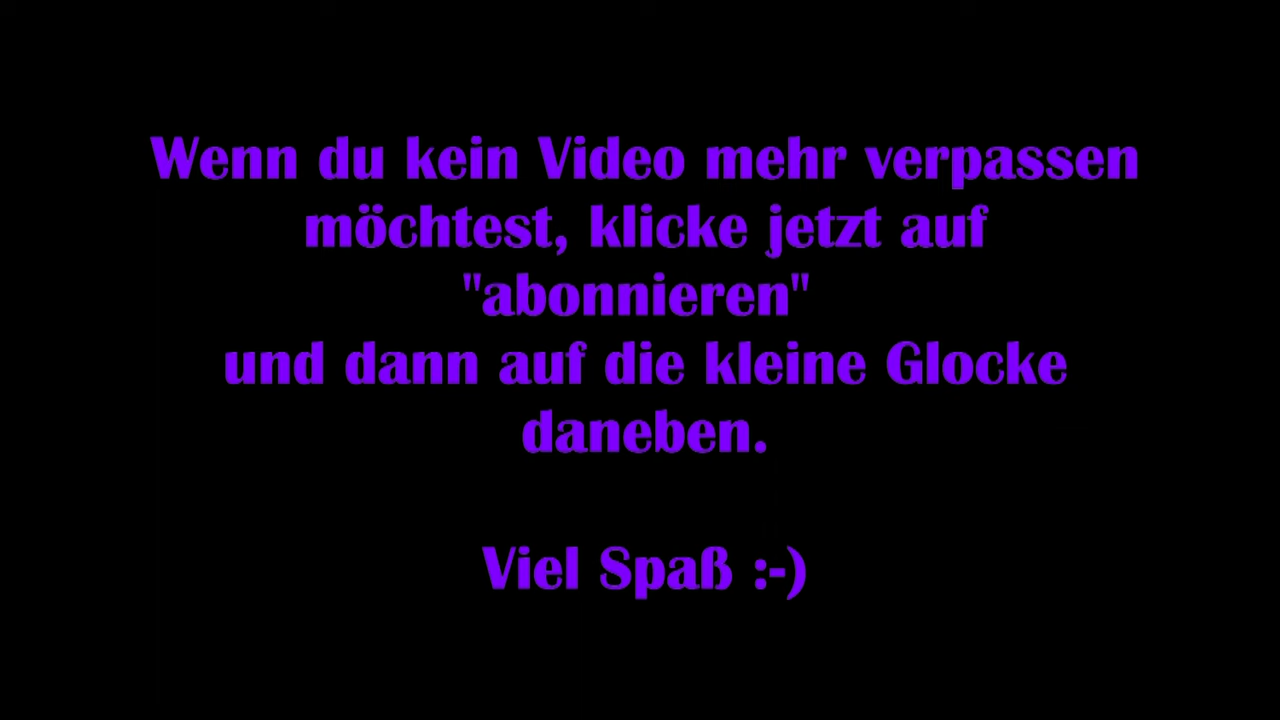 Wenn du kein Video mehr verpassen
möchtest, klicke jetzt auf
"abonnieren"
und dann auf die kleine Glocke
daneben.
Viel Spaß :-)